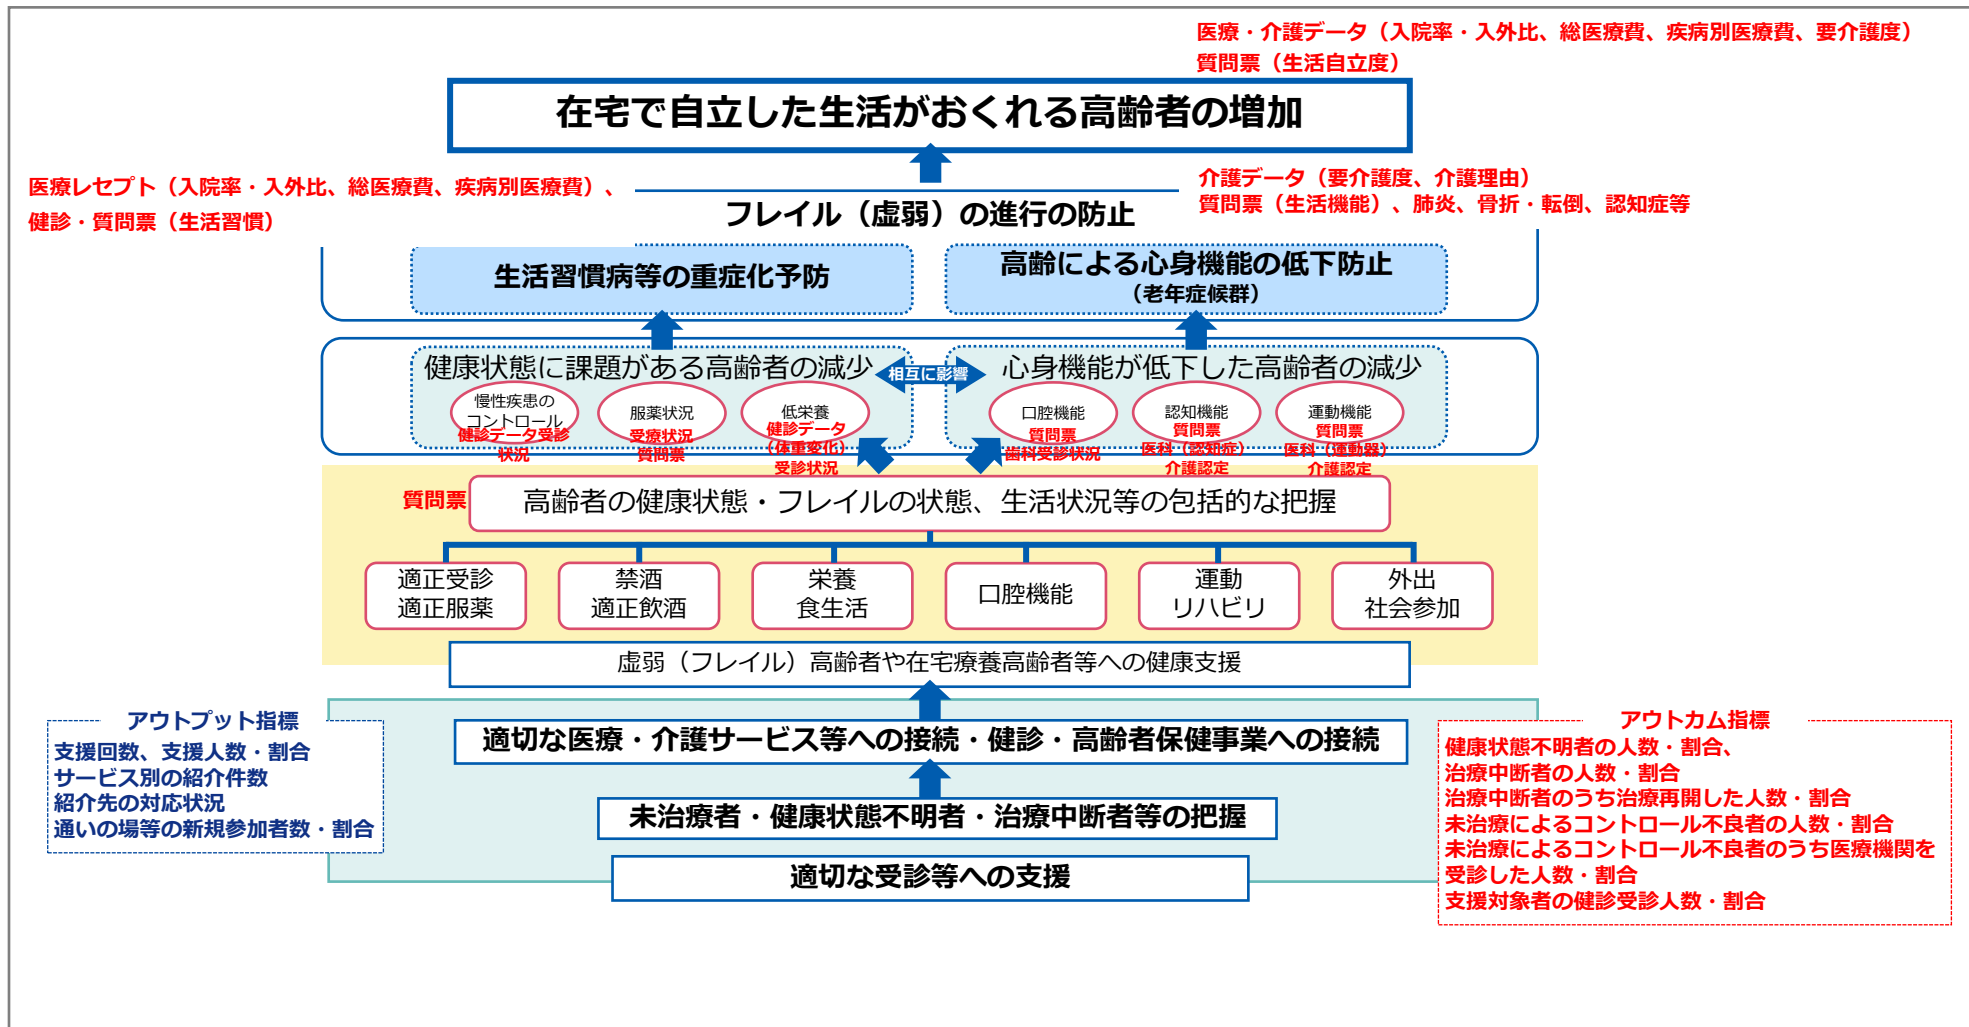 医療・介護データ（入院率・入外比、総医療費、疾病別医療費、要介護度）
質問票（生活自立度）
在宅で自立した生活がおくれる高齢者の増加
医療レセプト（入院率・入外比、総医療費、疾病別医療費）、
健診・質問票（生活習慣）
介護データ（要介護度、介護理由）
質問票（生活機能）、肺炎、骨折・転倒、認知症等
フレイル（虚弱）の進行の防止
生活習慣病等の重症化予防
高齢による心身機能の低下防止
（老年症候群）
健康状態に課題がある高齢者の減少
相互に影響
心身機能が低下した高齢者の減少
慢性疾患の
コントロール
健診データ受診
状況
服薬状況
受療状況
質問票
低栄養
健診データ
（体重変化）
受診状況
口腔機能
質問票
歯科受診状況
認知機能
質問票
医科（認知症）
介護認定
運動機能
質問票
医科（運動器）
介護認定
質問票
高齢者の健康状態・フレイルの状態、生活状況等の包括的な把握
適正受診
適正服薬
禁酒
適正飲酒
栄養
食生活
口腔機能
運動
リハビリ
外出
社会参加
虚弱（フレイル）高齢者や在宅療養高齢者等への健康支援
適切な医療・介護サービス等への接続・健診・高齢者保健事業への接続
未治療者・健康状態不明者・治療中断者等の把握
適切な受診等への支援
アウトプット指標
支援回数、支援人数・割合
サービス別の紹介件数
紹介先の対応状況
通いの場等の新規参加者数・割合
アウトカム指標
健康状態不明者の人数・割合、
治療中断者の人数・割合
治療中断者のうち治療再開した人数・割合
未治療によるコントロール不良者の人数・割合
未治療によるコントロール不良者のうち医療機関を
受診した人数・割合
支援対象者の健診受診人数・割合